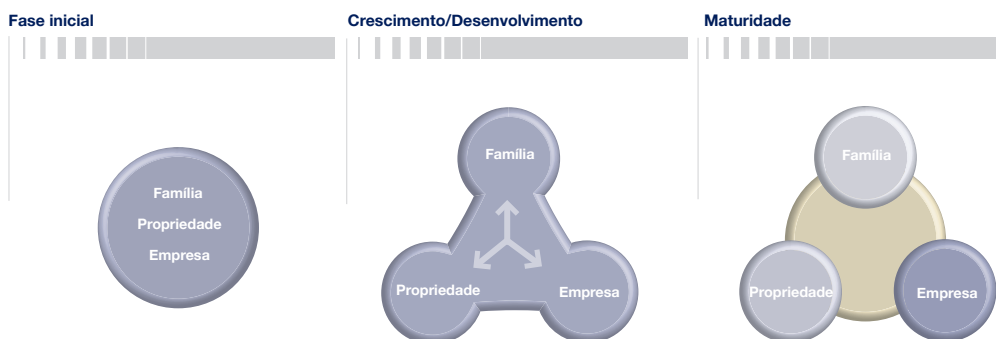 Fase inicial
Família
Propriedade
Empresa
Crescimento/Desenvolvimento
Família
Propriedade
Empresa
Maturidade
Família
Propriedade
Empresa